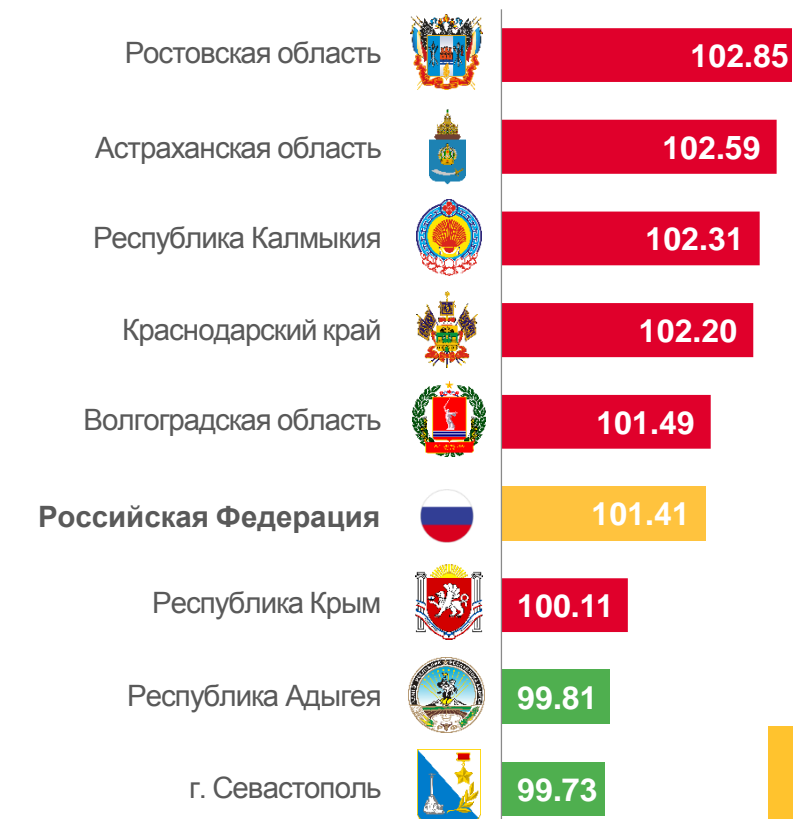 Ростовская область 102.85
Астраханская область 102.59
Республика Калмыкия 102.31
Краснодарский край 102.20
Волгоградская область 101.49
Российская Федерация 101.41
Республика Крым 100.11
Республика Адыгея 99.81
г. Севастополь 99.73